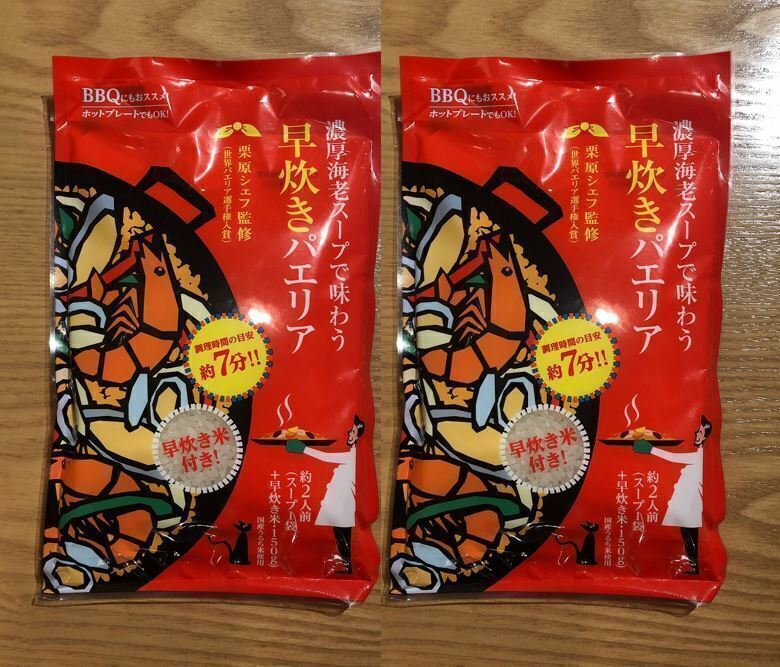 BBQにもおススメ!
ホットプレートでもOK!
濃厚海老スープで味わう
早炊きパエリア
栗原シェフ監修
(世界パエリア選手権入賞)
調理時間の目安
約7分!!
早炊き米
付き!
約2人前
(スープ1袋
+早炊き米150g)
国産うるち米使用
BBQにもおススメ!
ホットプレートでもOK!
濃厚海老スープで味わう
早炊きパエリア
栗原シェフ監修
(世界パエリア選手権入賞)
調理時間の目安
約7分!!
早炊き米
付き!
約2人前
(スープ1袋
+早炊き米150g)
国産うるち米使用